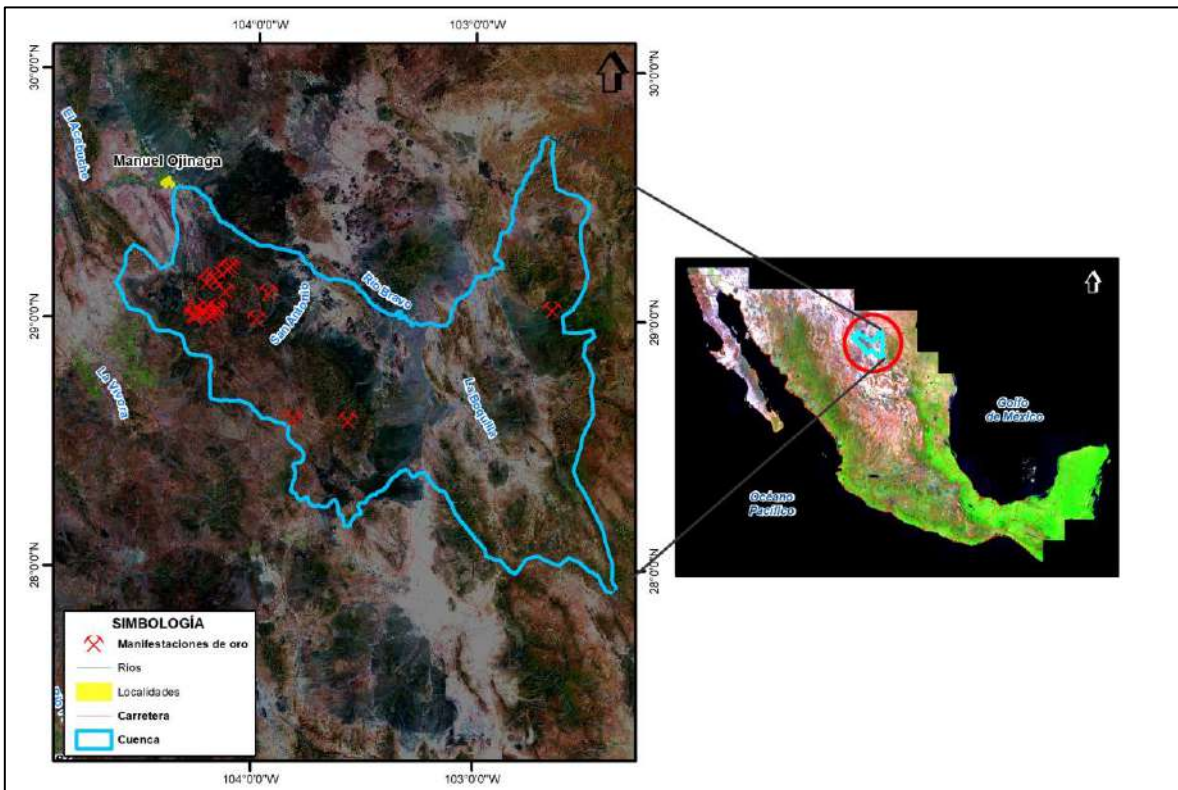 104°0'0"W
103°0'0"W
30°0'0"N
30°0'0"N
El Acebuche
Manuel Ojinaga
29°0'0"N
29°0'0"N
San Antonio
Río Bravo
La Vívora
La Boquilla
28°0'0"N
28°0'0"N
SIMBOLOGÍA
Manifestaciones de oro
Ríos
Localidades
Carretera
Cuenca
104°0'0"W
103°0'0"W
Golfo
de México
Océano
Pacífico